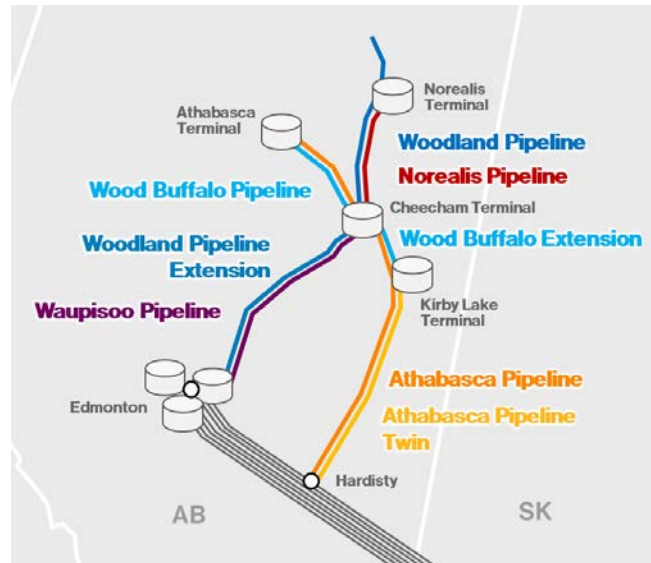 Norealis
Terminal
Athabasca
Terminal
Woodland Pipeline
Norealis Pipeline
Wood Buffalo Pipeline
Cheecham Terminal
Woodland Pipeline
Extension
Wood Buffalo Extension
Waupisoo Pipeline
Kirby Lake
Terminal
Athabasca Pipeline
Edmonton
Athabasca Pipeline
Twin
Hardisty
AB
SK